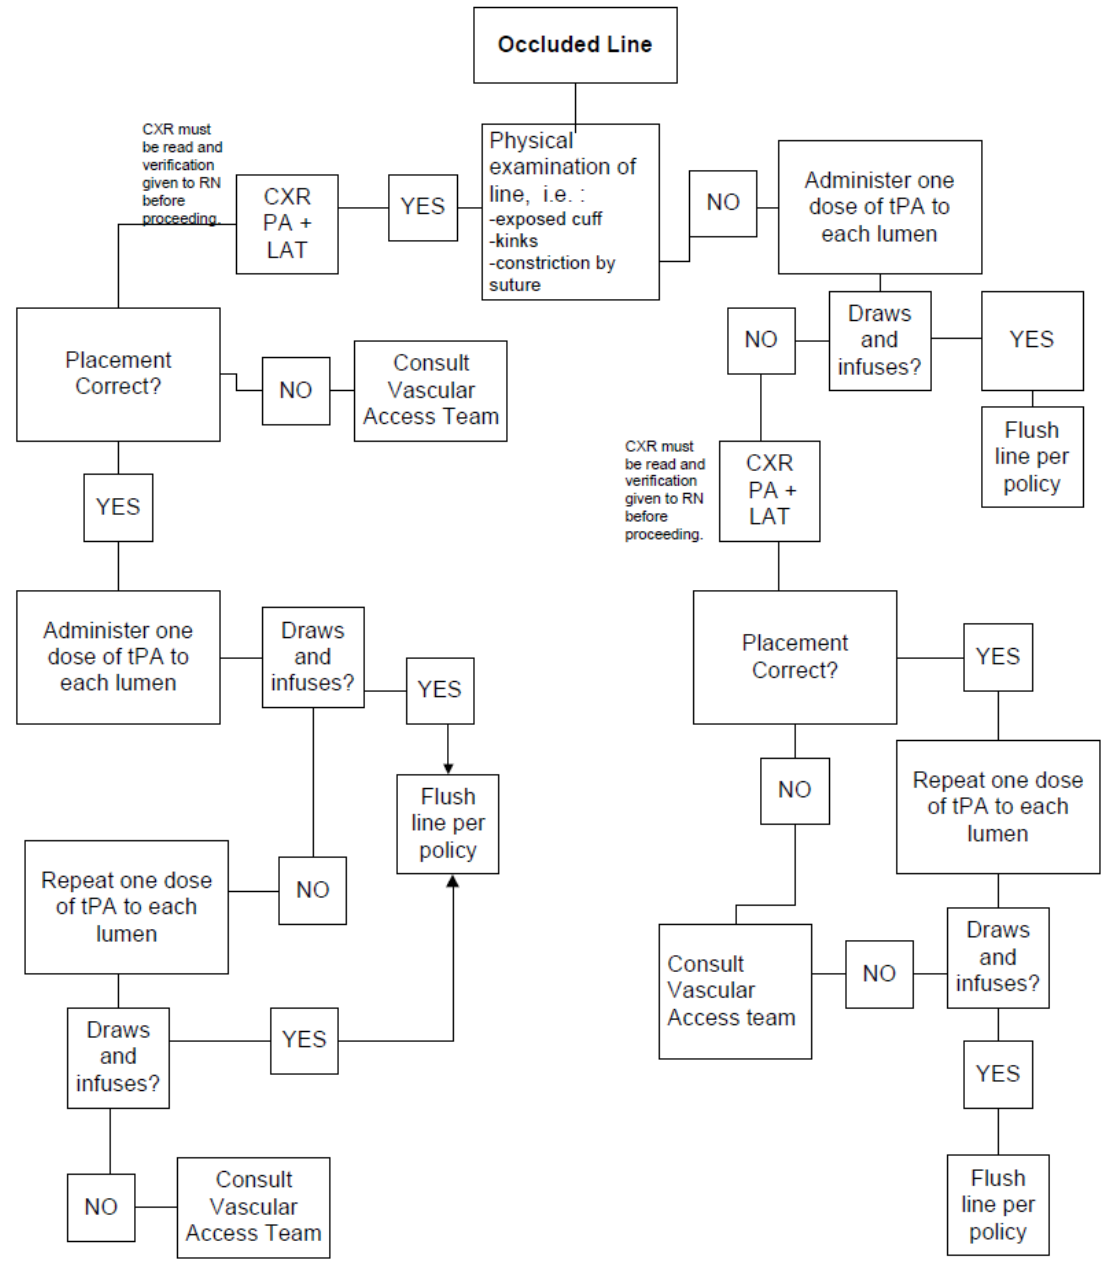 Occluded Line
CXR must
be read and
verification
given to RN
before
proceeding.
CXR
PA +
LAT
YES
Physical
examination of
line,  i.e. :
-exposed cuff
-kinks
-constriction by
suture
NO
Administer one
dose of tPA to
each lumen
Placement
Correct?
NO
Consult
Vascular
Access Team
NO
Draws
and
infuses?
YES
Flush
line per
policy
YES
CXR must
be read and
verification
given to RN
before
proceeding.
CXR
PA +
LAT
Administer one
dose of tPA to
each lumen
Draws
and
infuses?
YES
Flush
line per
policy
Placement
Correct?
YES
NO
Repeat one dose
of tPA to each
lumen
Repeat one dose
of tPA to each
lumen
NO
Draws
and
infuses?
YES
Consult
Vascular
Access team
NO
Draws
and
infuses?
YES
NO
Consult
Vascular
Access Team
Flush
line per
policy